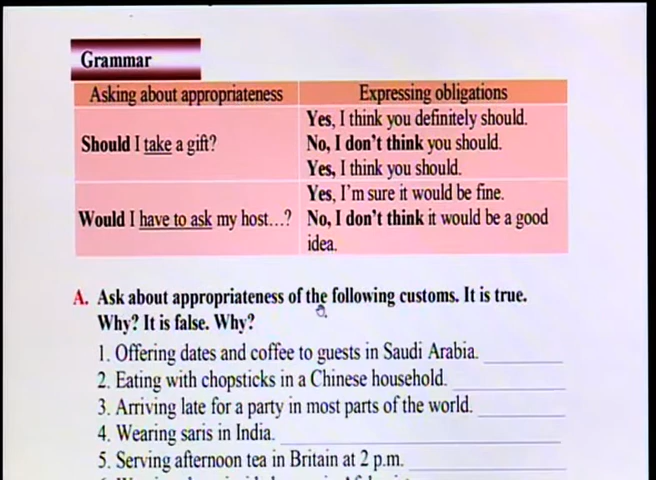 Grammar
Asking about appropriateness Expressing obligations
Should I take a gift?
Yes, I think you definitely should.
No, I don't think you should.
Yes, I think you should.
Would I have to ask my host...?
Yes, I'm sure it would be fine.
No, I don't think it would be a good
idea.
A. Ask about appropriateness of the following customs. It is true.
Why? It is false. Why?
1. Offering dates and coffee to guests in Saudi Arabia.
2. Eating with chopsticks in a Chinese household.
3. Arriving late for a party in most parts of the world.
4. Wearing saris in India.
5. Serving afternoon tea in Britain at 2 p.m.